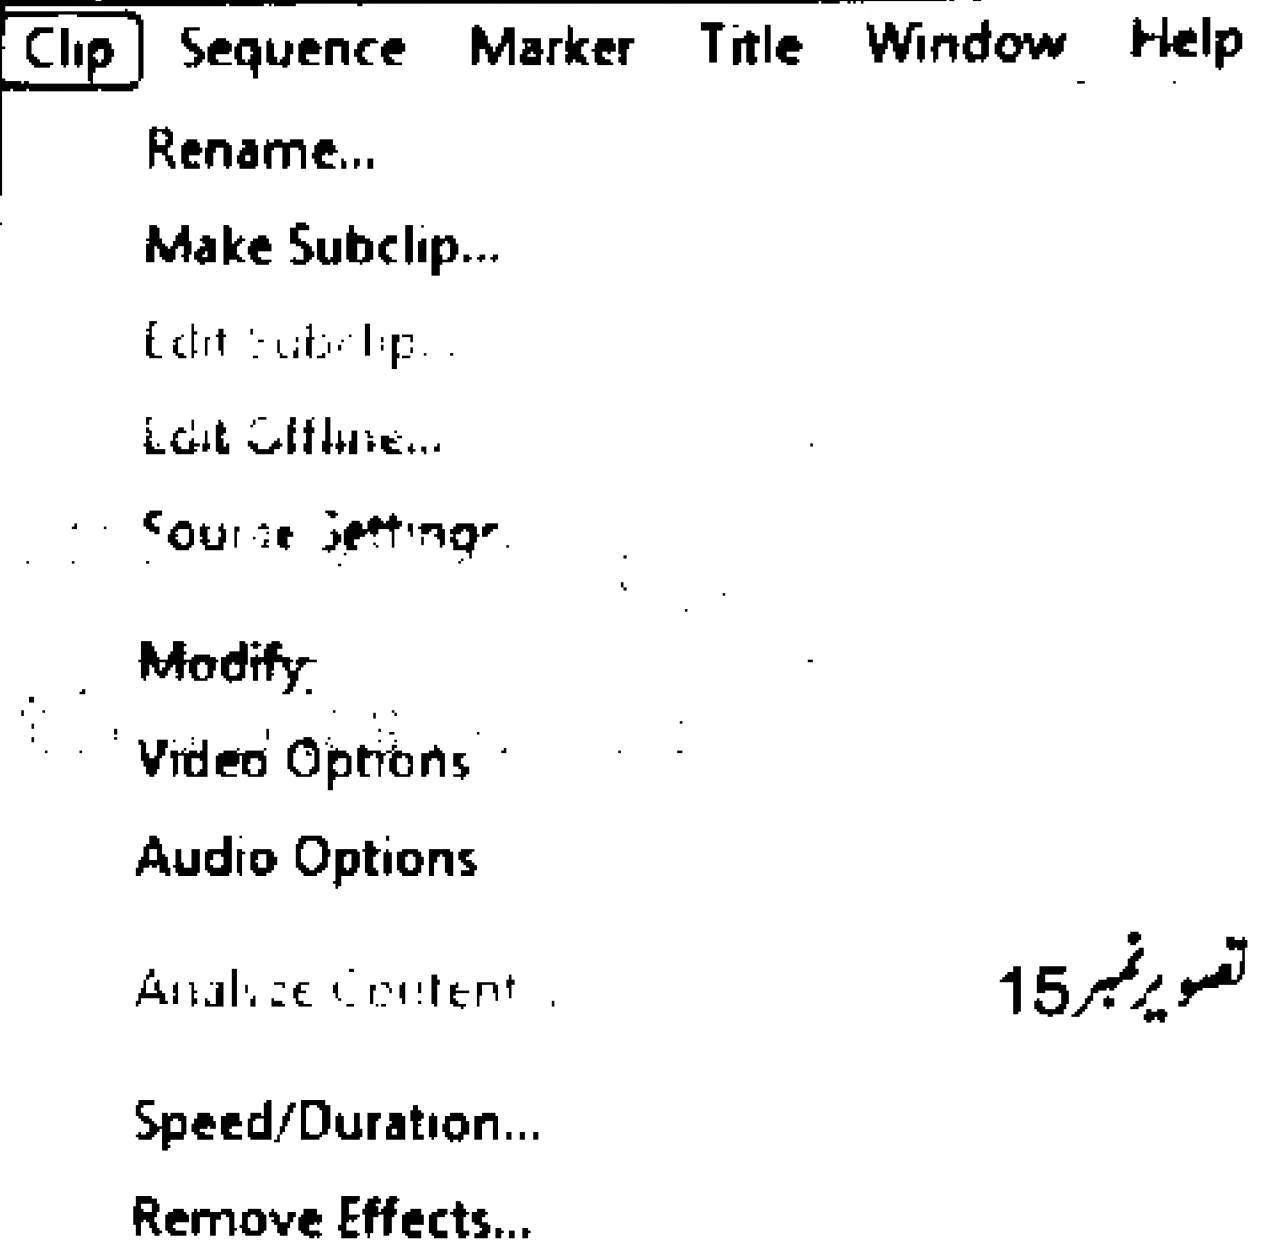 Clip Sequence Marker Title Window Help
Rename...
Make Subclip...
Edit Subclip...
Edit Offline...
Source Settings
Modify
Video Options
Audio Options
Analyze Content...
تصویر نمبر 15
Speed/Duration...
Remove Effects...